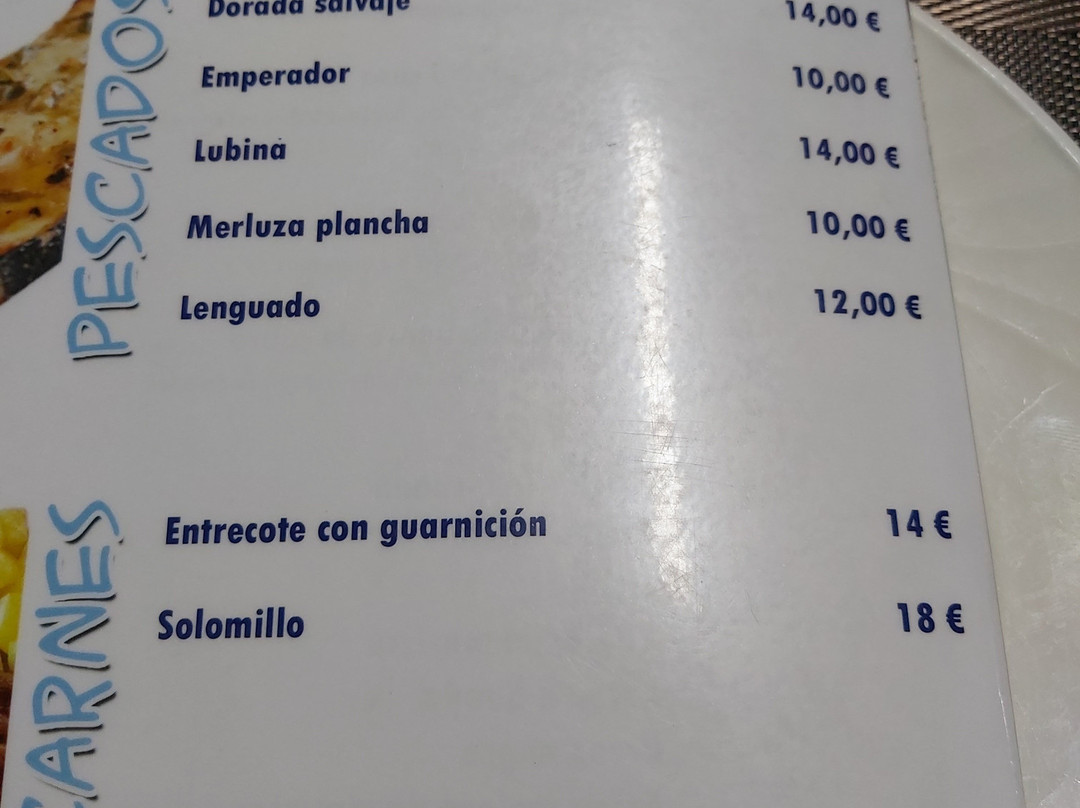 PESCADOS
Dorada salvaje 14,00 €
Emperador 10,00 €
Lubina 14,00 €
Merluza plancha 10,00 €
Lenguado 12,00 €
CARNES
Entrecote con guarnición 14 €
Solomillo 18 €